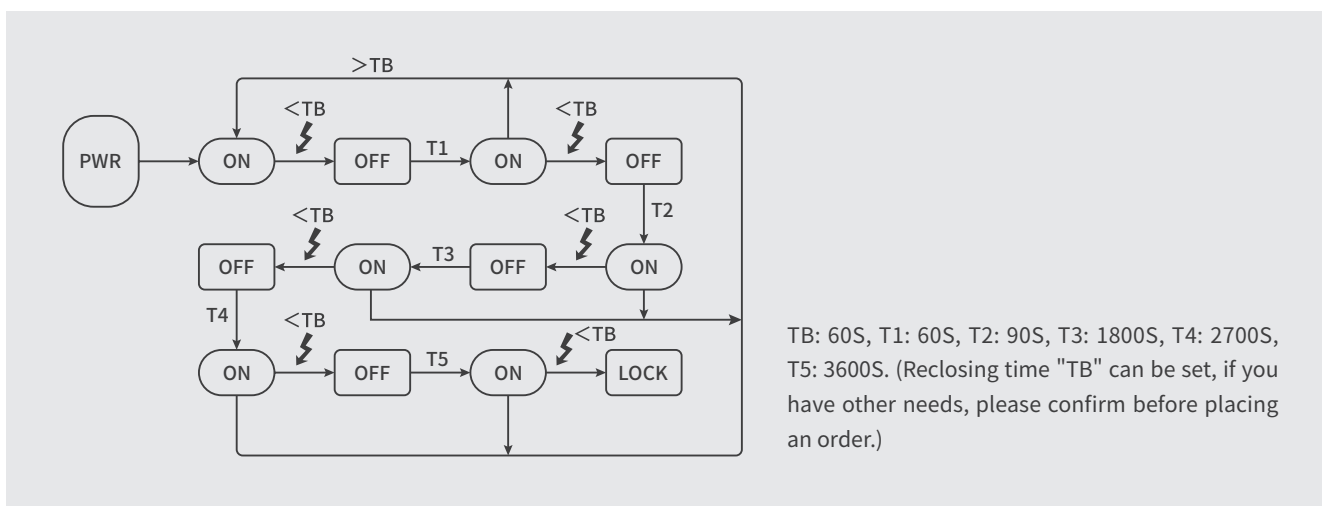 ＞TB
＜TB
＜TB
PWR
ON
OFF
T1
ON
OFF
T2
＜TB
＜TB
OFF
ON
T3
OFF
ON
T4
＜TB
＜TB
ON
OFF
T5
ON
LOCK
TB: 60S, T1: 60S, T2: 90S, T3: 1800S, T4: 2700S,
T5: 3600S. (Reclosing time "TB" can be set, if you
have other needs, please confirm before placing
an order.)